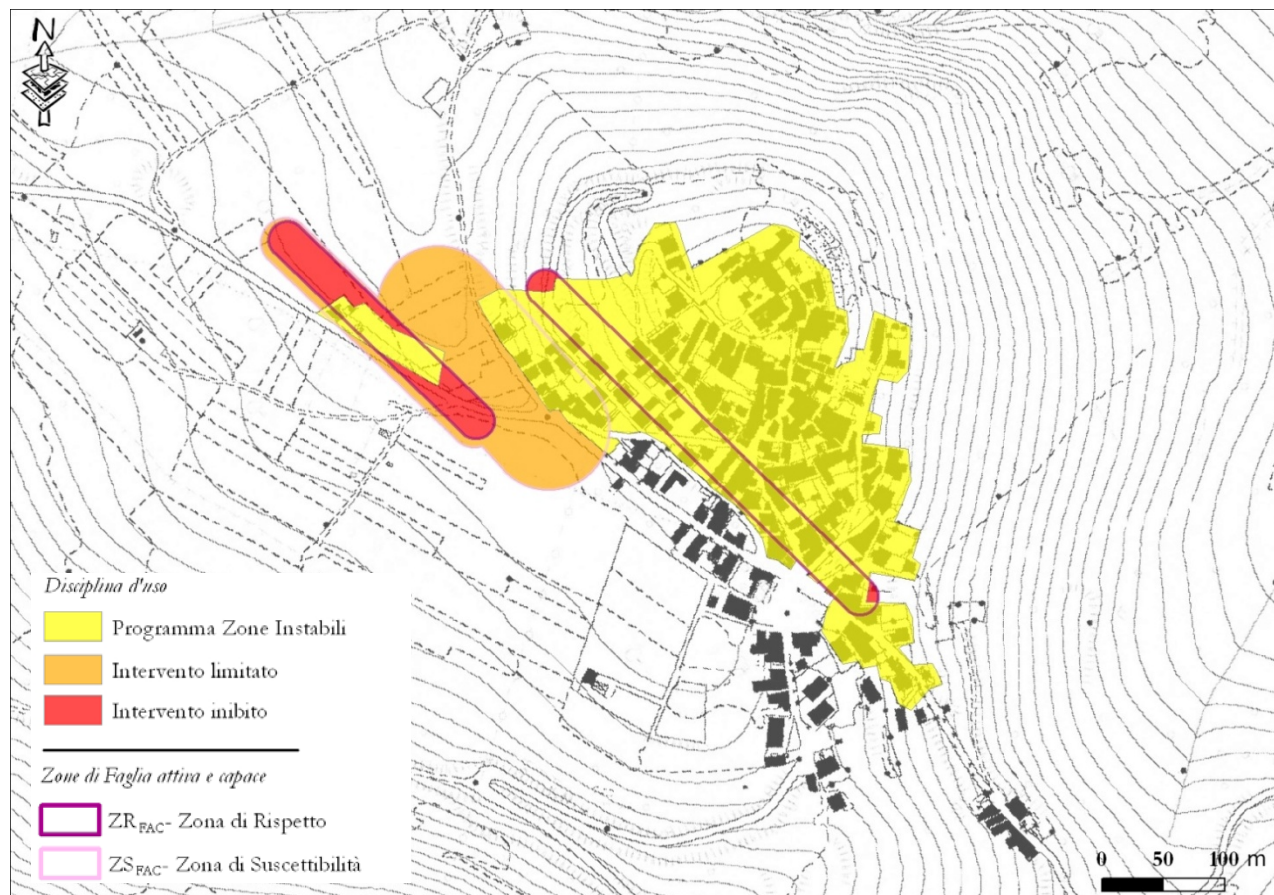 N
Disciplina d'uso
Programma Zone Instabili
Intervento limitato
Intervento inibito
Zone di Faglia attiva e capace
ZRFAC- Zona di Rispetto
ZSFAC- Zona di Suscettibilità
0 50 100 m